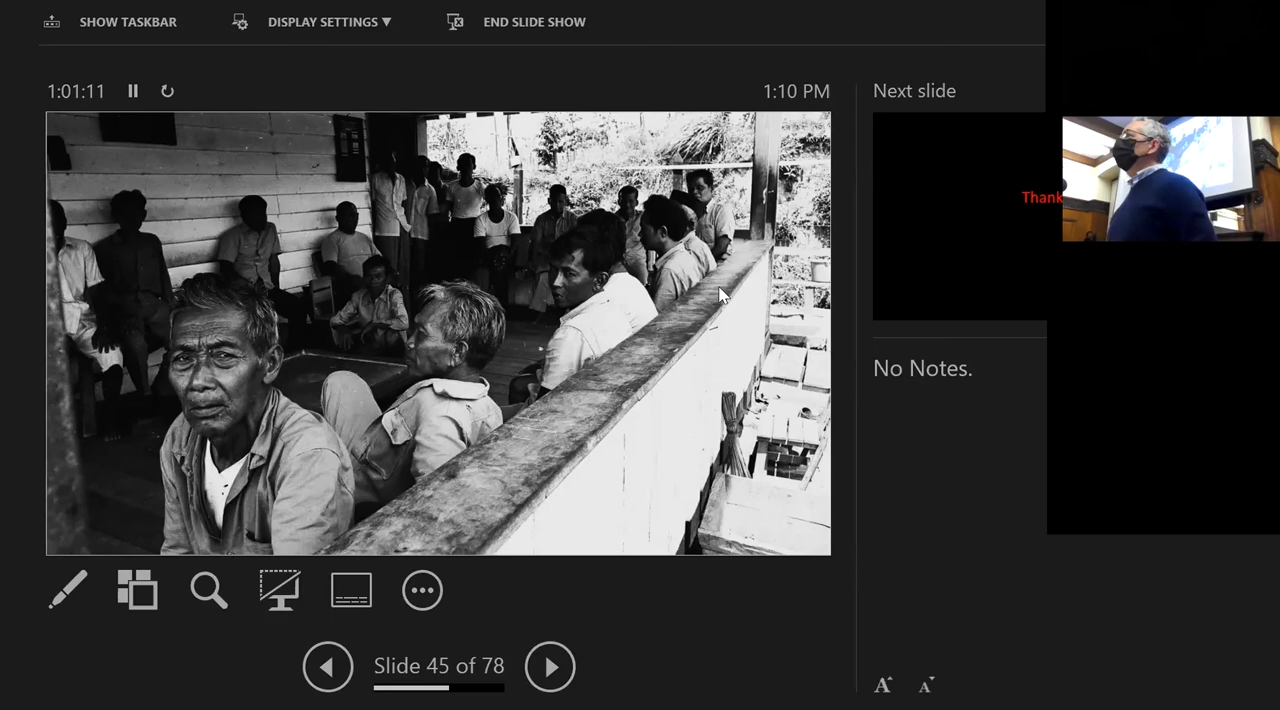 SHOW TASKBAR
DISPLAY SETTINGS ▼
END SLIDE SHOW
1:01:11
1:10 PM
Next slide
Thank
No Notes.
Slide 45 of 78
A
A